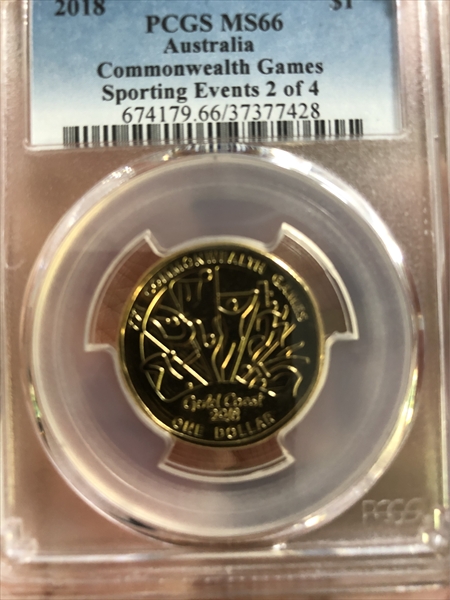 2018 $1
PCGS MS66
Australia
Commonwealth Games
Sporting Events 2 of 4
674179.66/37377428
XXI COMMONWEALTH GAMES
Gold Coast
2018
ONE DOLLAR
PCGS